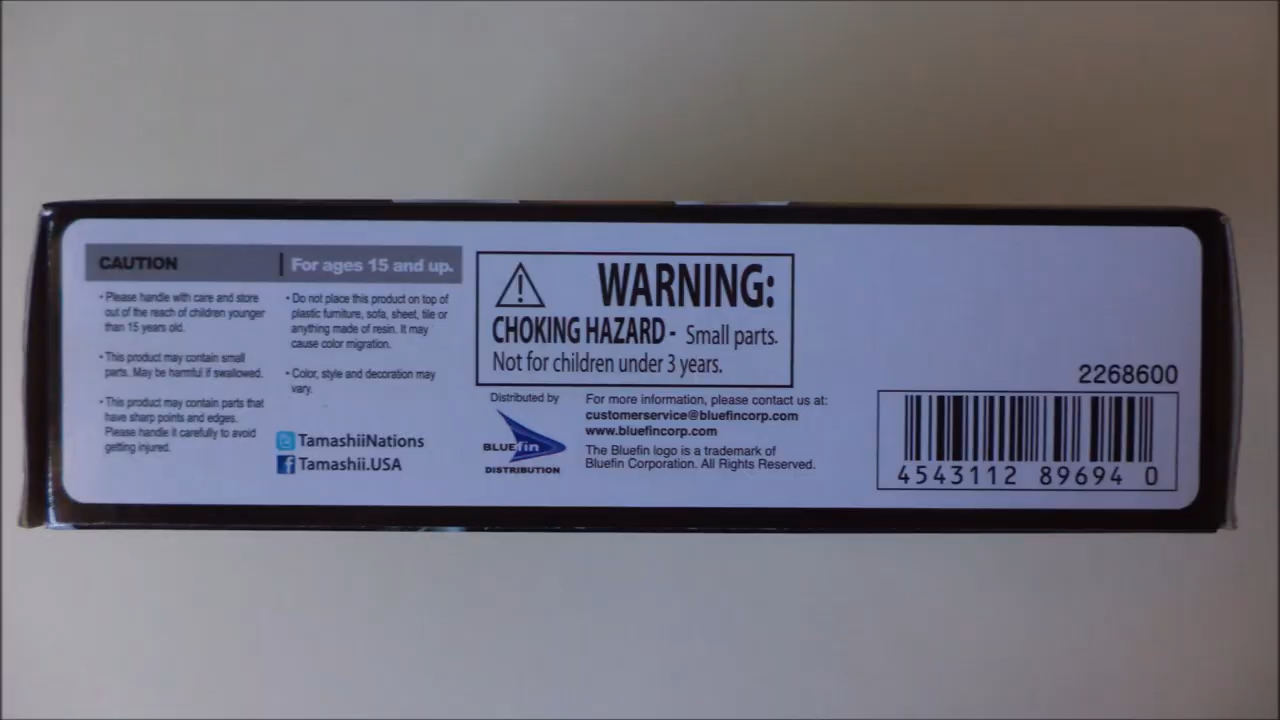 CAUTION
For ages 15 and up.
• Please handle with care and store
out of the reach of children younger
than 15 years old.
• This product may contain small
parts. May be harmful if swallowed.
• This product may contain parts that
have sharp points and edges.
Please handle it carefully to avoid
getting injured.
• Do not place this product on top of
plastic furniture, sofa, sheet, tile or
anything made of resin. It may
cause color migration.
• Color, style and decoration may
vary.
TamashiiNations
Tamashii.USA
WARNING:
CHOKING HAZARD - Small parts.
Not for children under 3 years.
Distributed by
BLUEfin
DISTRIBUTION
For more information, please contact us at:
customerservice@bluefincorp.com
www.bluefincorp.com
The Bluefin logo is a trademark of
Bluefin Corporation. All Rights Reserved.
2268600
4543112 89694 0